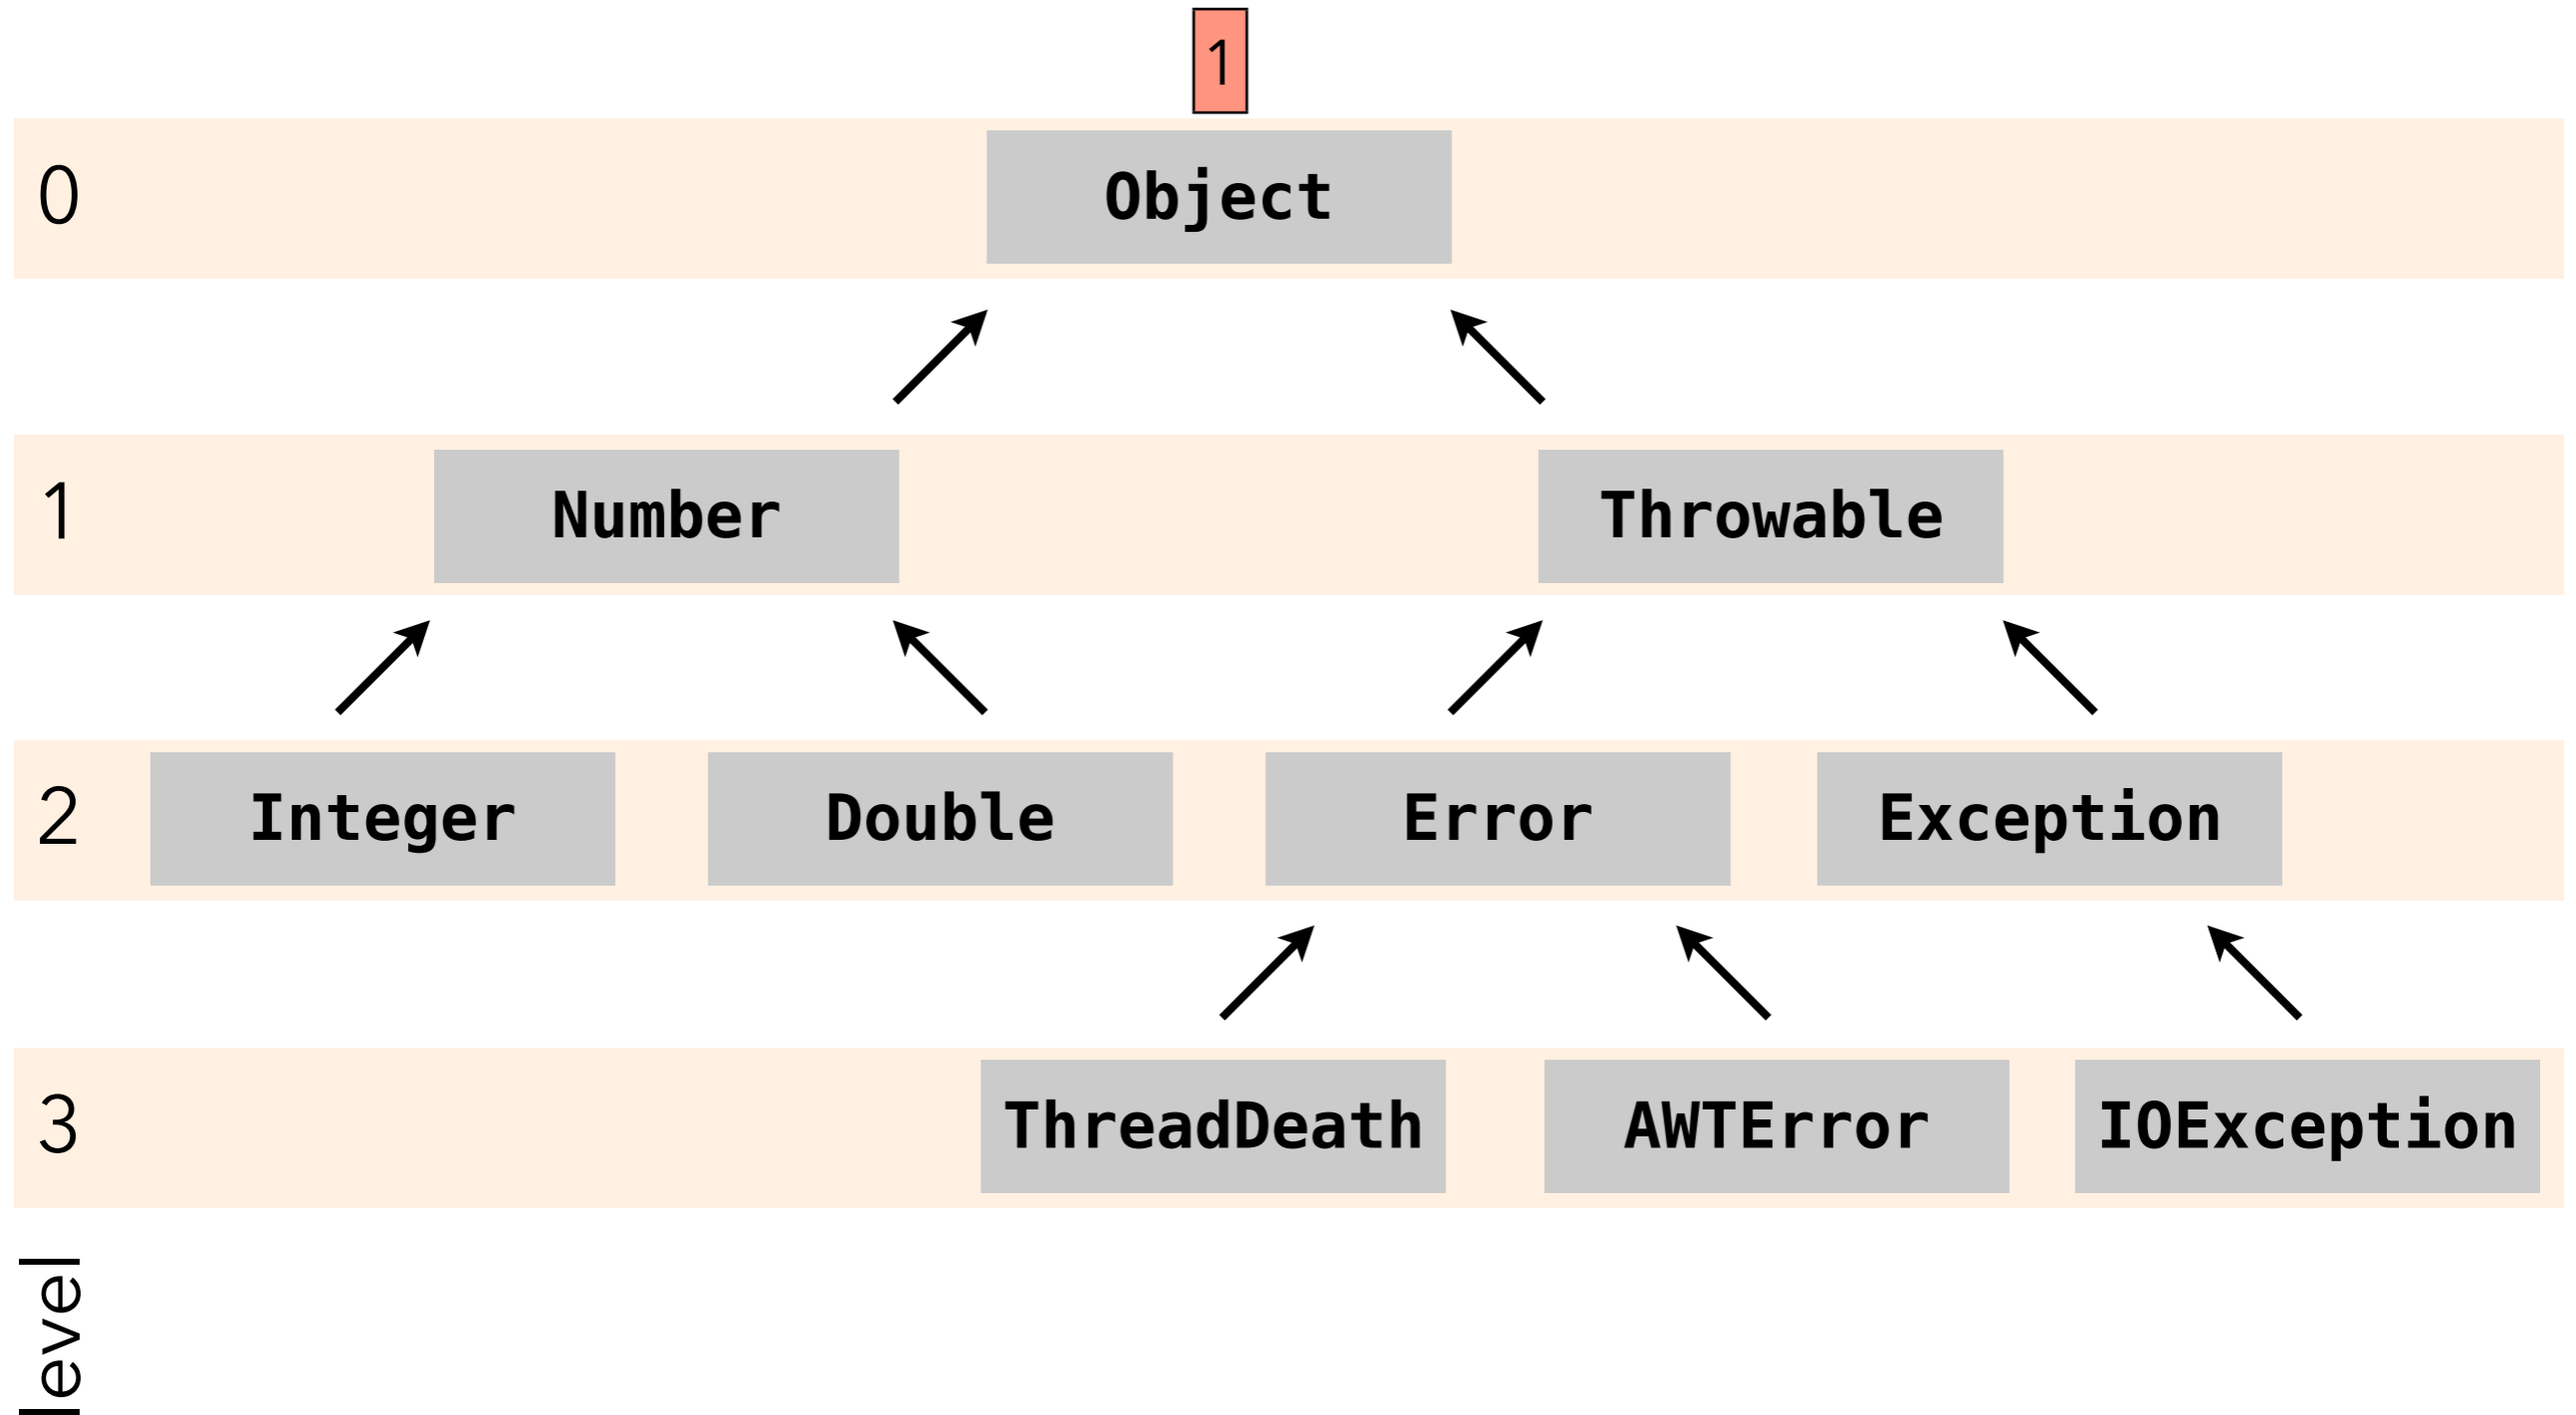 1
0
Object
1
Number
Throwable
2
Integer
Double
Error
Exception
3
ThreadDeath
AWTError
IOException
level